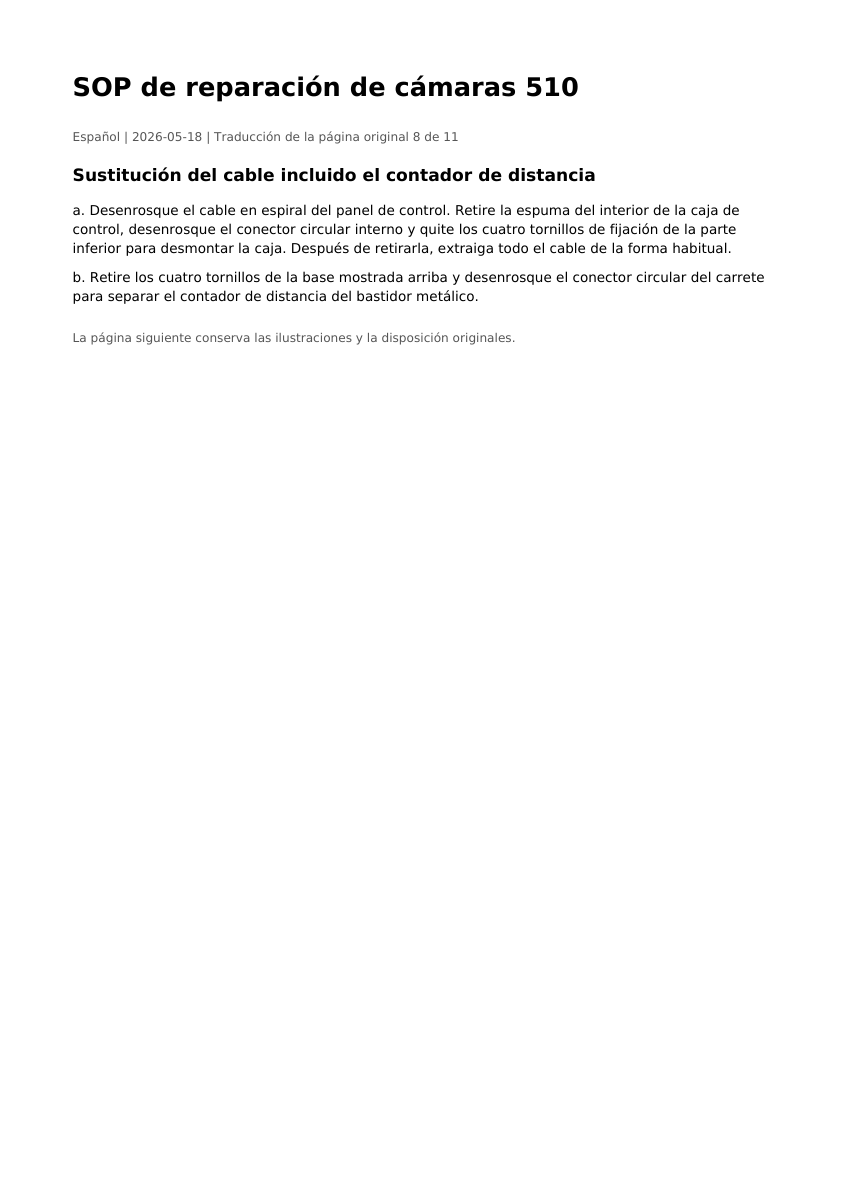 SOP de reparación de cámaras 510
Español | 2026-05-18 | Traducción de la página original 8 de 11
Sustitución del cable incluido el contador de distancia
a. Desenrosque el cable en espiral del panel de control. Retire la espuma del interior de la caja de
control, desenrosque el conector circular interno y quite los cuatro tornillos de fijación de la parte
inferior para desmontar la caja. Después de retirarla, extraiga todo el cable de la forma habitual.
b. Retire los cuatro tornillos de la base mostrada arriba y desenrosque el conector circular del carrete
para separar el contador de distancia del bastidor metálico.
La página siguiente conserva las ilustraciones y la disposición originales.